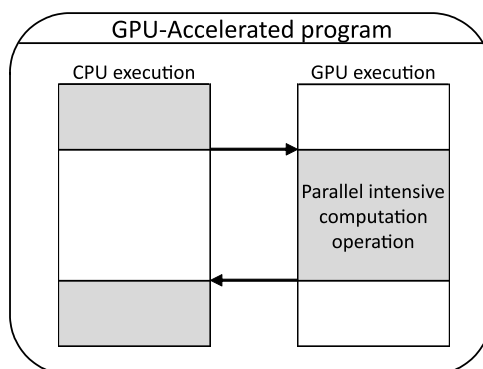 GPU-Accelerated program
CPU execution
GPU execution
Parallel intensive
computation
operation